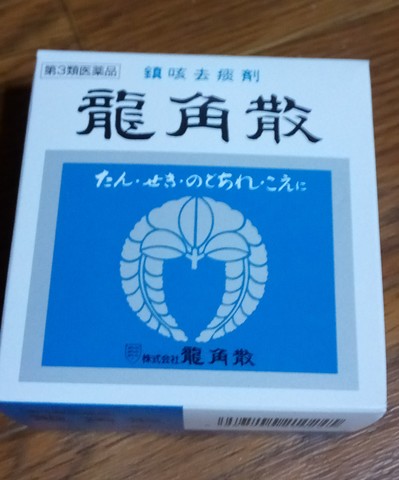 第3類医薬品
鎮咳去痰剤
龍角散
たん・せき・のどあれ・こえに
株式会社 龍角散